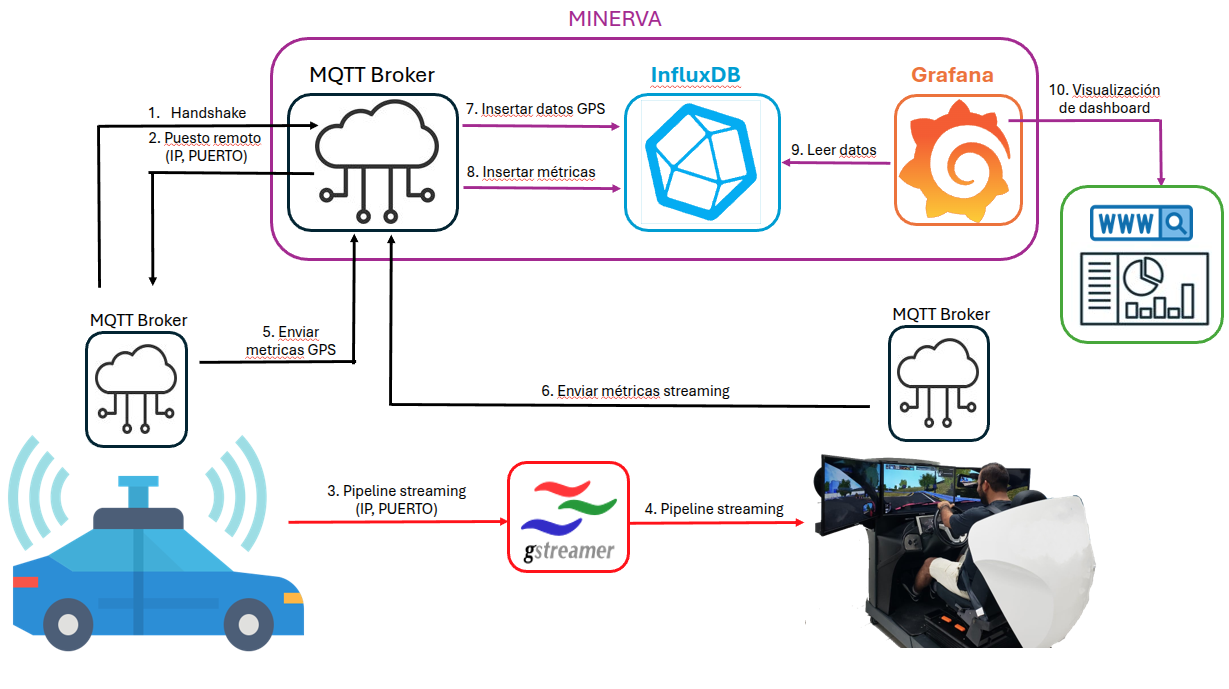 MINERVA
MQTT Broker
InfluxDB
Grafana
1. Handshake
2. Puesto remoto
(IP, PUERTO)
7. Insertar datos GPS
8. Insertar métricas
9. Leer datos
10. Visualización
de dashboard
WWW
MQTT Broker
5. Enviar
metricas GPS
6. Enviar métricas streaming
MQTT Broker
3. Pipeline streaming
(IP, PUERTO)
gstreamer
4. Pipeline streaming